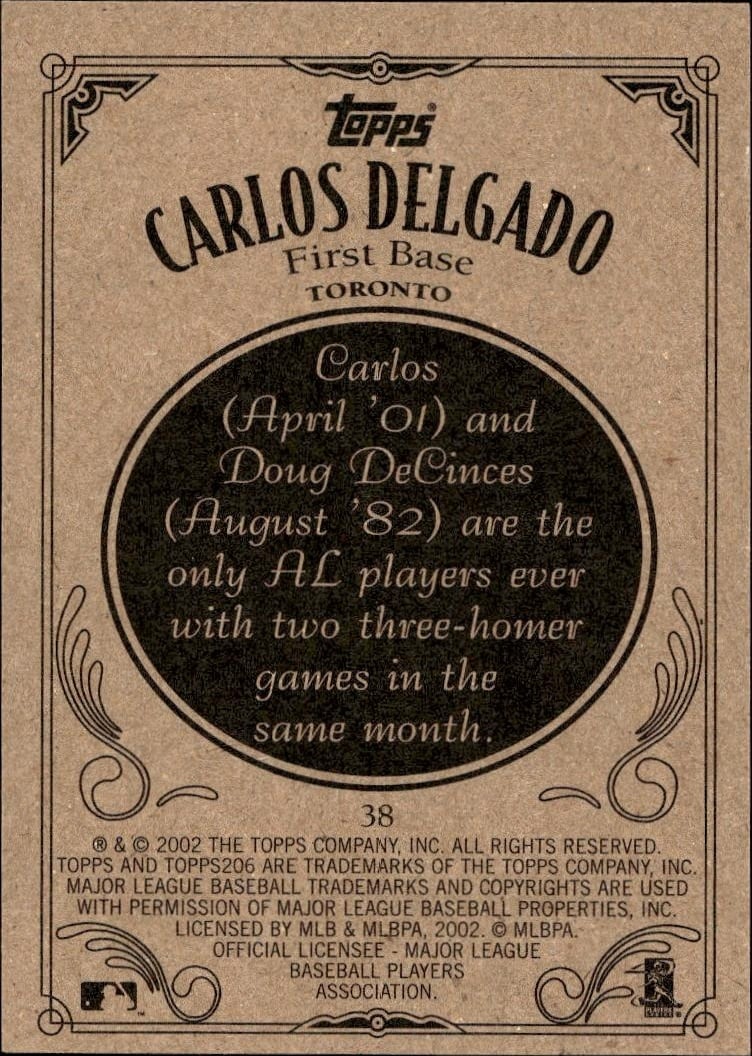 Topps®
CARLOS DELGADO
First Base
TORONTO
Carlos
(April '01) and
Doug DeCinces
(August '82) are the
only AL players ever
with two three-homer
games in the
same month.
38
® & © 2002 THE TOPPS COMPANY, INC. ALL RIGHTS RESERVED.
TOPPS AND TOPPS206 ARE TRADEMARKS OF THE TOPPS COMPANY, INC.
MAJOR LEAGUE BASEBALL TRADEMARKS AND COPYRIGHTS ARE USED
WITH PERMISSION OF MAJOR LEAGUE BASEBALL PROPERTIES, INC.
LICENSED BY MLB & MLBPA, 2002. © MLBPA.
OFFICIAL LICENSEE - MAJOR LEAGUE
BASEBALL PLAYERS
ASSOCIATION.
TM
PLAYERS
CHOICE